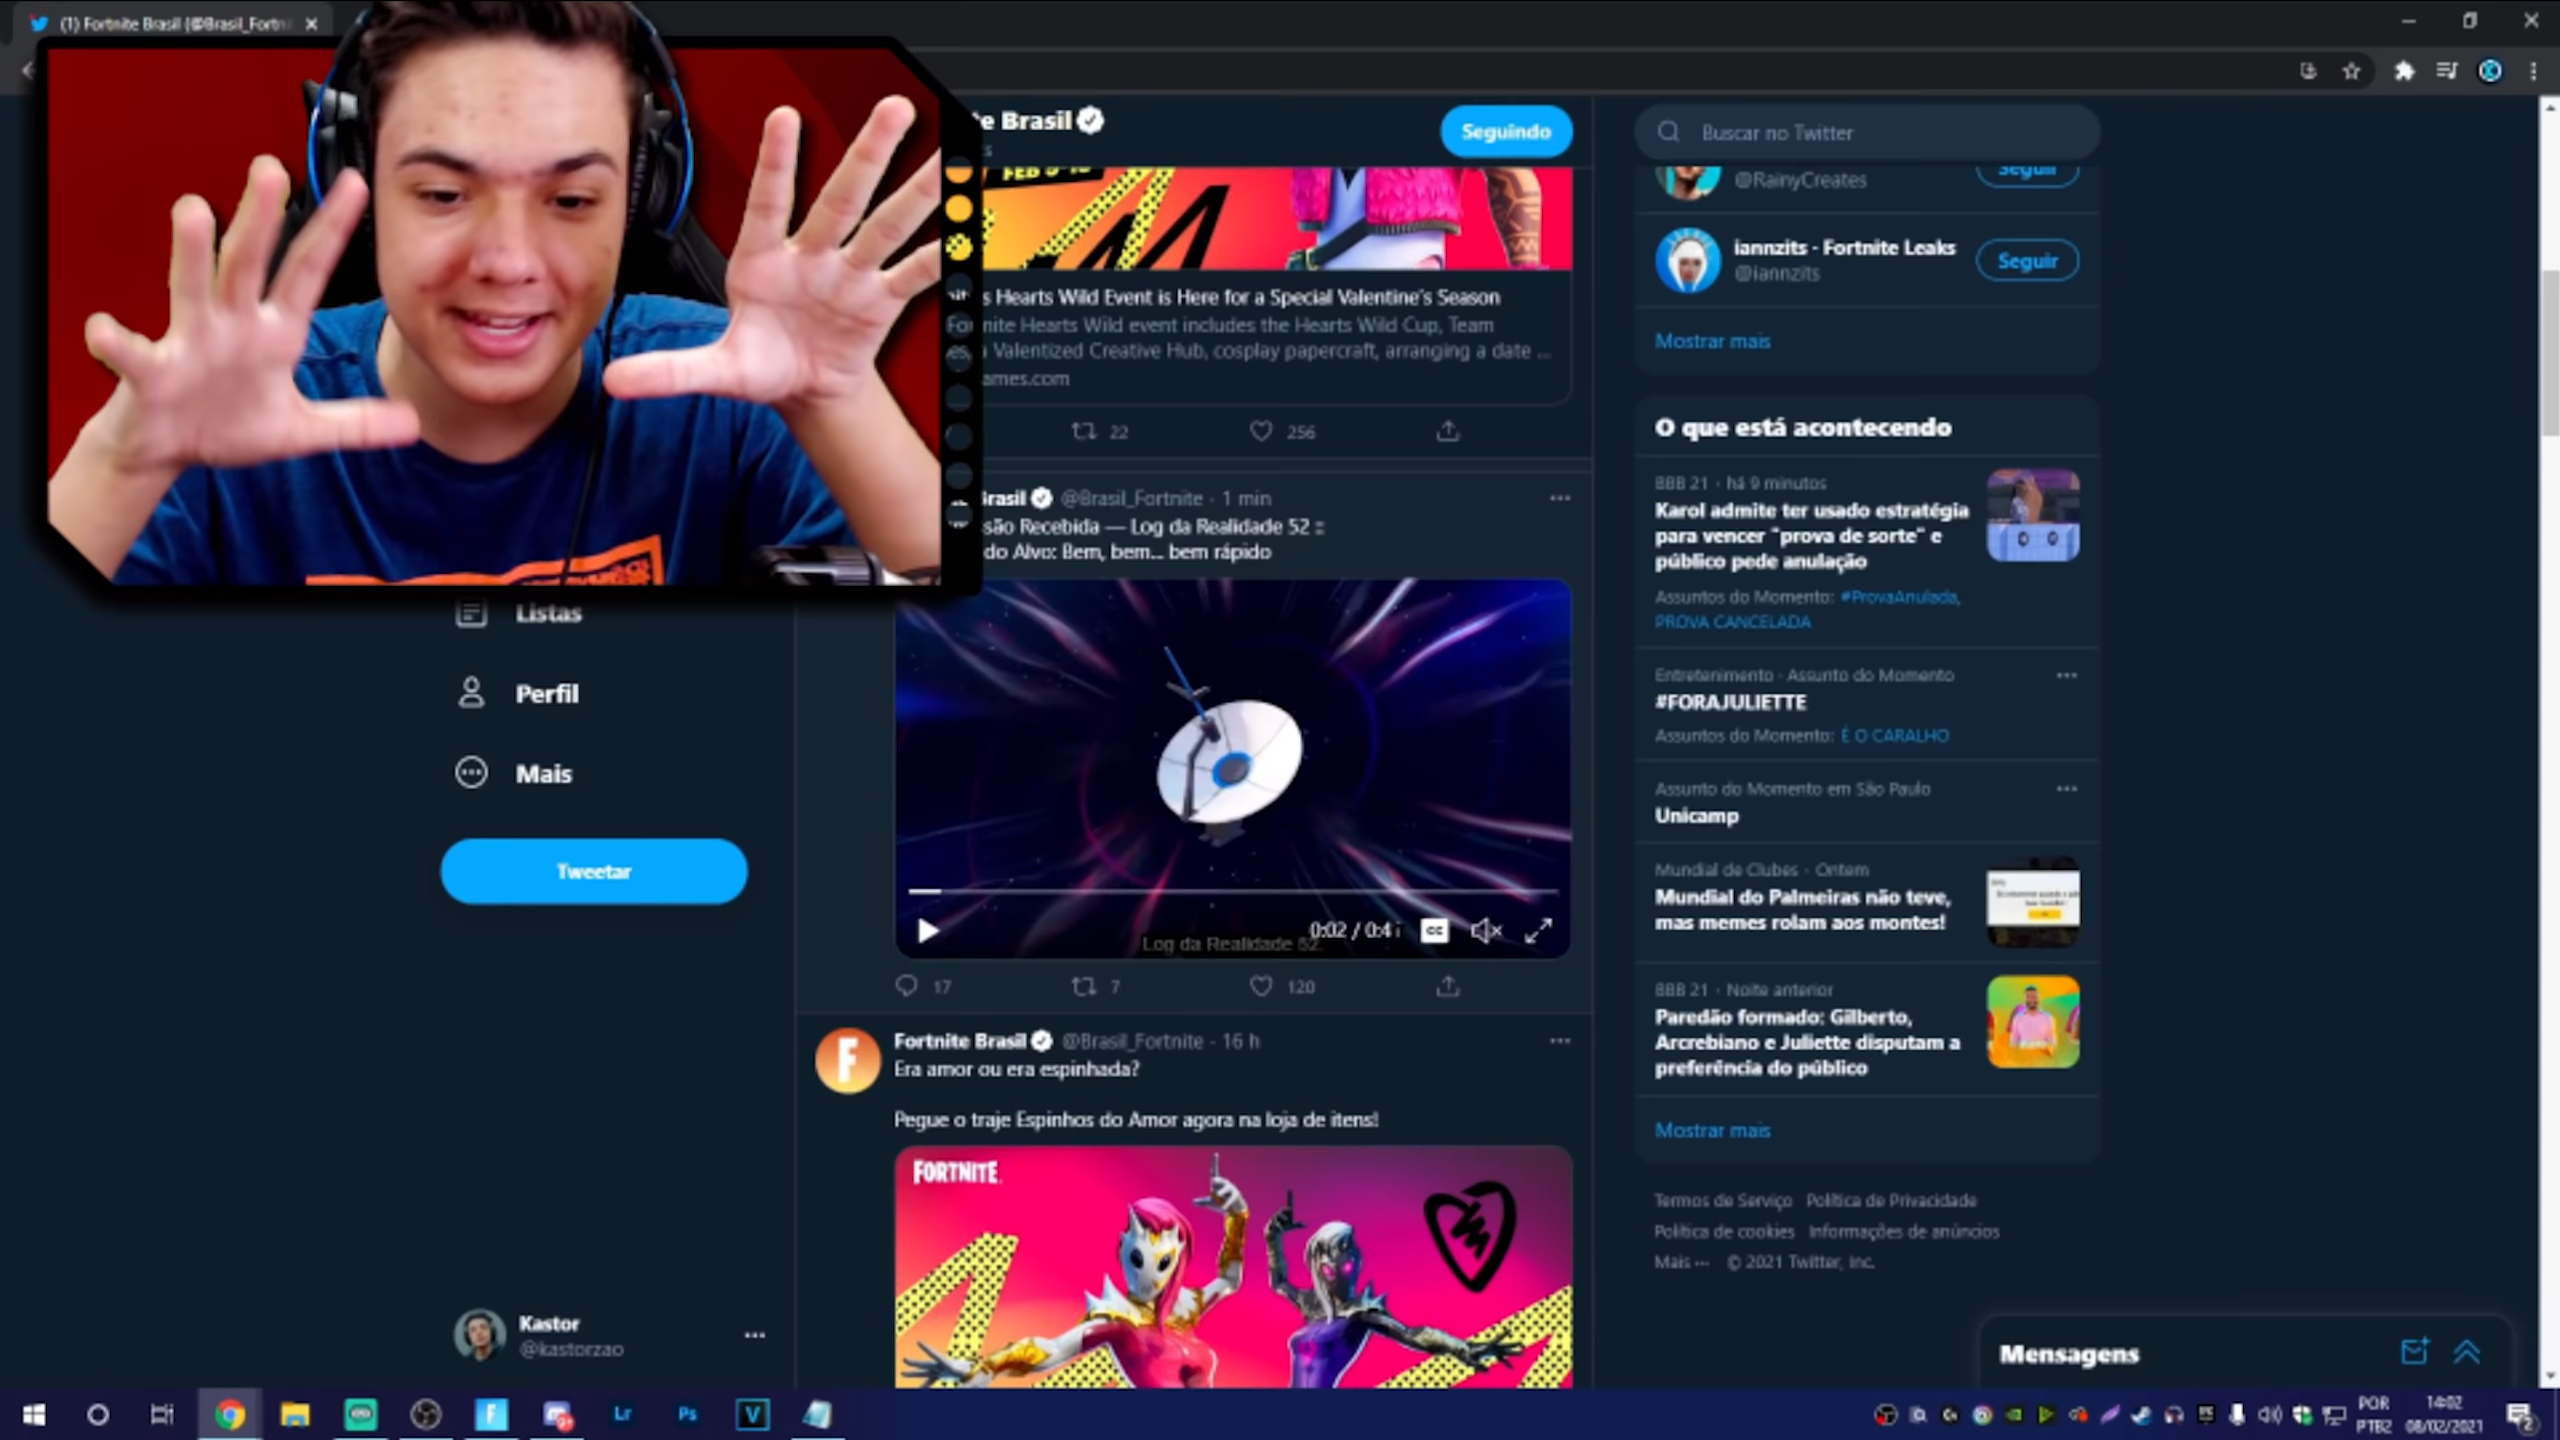 (1) Fortnite Brasil (@Brasil_Fortni
te Brasil
Seguindo
FEB 9-
s Hearts Wild Event is Here for a Special Valentine's Season
nite Hearts Wild event includes the Hearts Wild Cup, Team
a Valentized Creative Hub, cosplay papercraft, arranging a date ...
ames.com
22
256
Brasil @Brasil_Fortnite · 1 min
são Recebida — Log da Realidade 52 ::
do Alvo: Bem, bem... bem rápido
0:02 / 0:4
CC
Log da Realidade 52
17
7
120
Fortnite Brasil @Brasil_Fortnite · 16 h
Era amor ou era espinhada?
Pegue o traje Espinhos do Amor agora na loja de itens!
FORTNITE
Listas
Perfil
Mais
Tweetar
Kastor
@kastorzao
Buscar no Twitter
@RainyCreates
Seguir
iannzits - Fortnite Leaks
@iannzits
Seguir
Mostrar mais
O que está acontecendo
BBB 21 · há 9 minutos
Karol admite ter usado estratégia
para vencer "prova de sorte" e
público pede anulação
Assuntos do Momento: #ProvaAnulada,
PROVA CANCELADA
Entretenimento · Assunto do Momento
#FORAJULIETTE
Assuntos do Momento: É O CARALHO
Assunto do Momento em São Paulo
Unicamp
Mundial de Clubes · Ontem
Mundial do Palmeiras não teve,
mas memes rolam aos montes!
BBB 21 · Noite anterior
Paredão formado: Gilberto,
Arcrebiano e Juliette disputam a
preferência do público
Mostrar mais
Termos de Serviço Política de Privacidade
Política de cookies Informações de anúncios
Mais ··· © 2021 Twitter, Inc.
Mensagens
F
Lr
Ps
V
POR
PTB2
14:02
08/02/2021
2